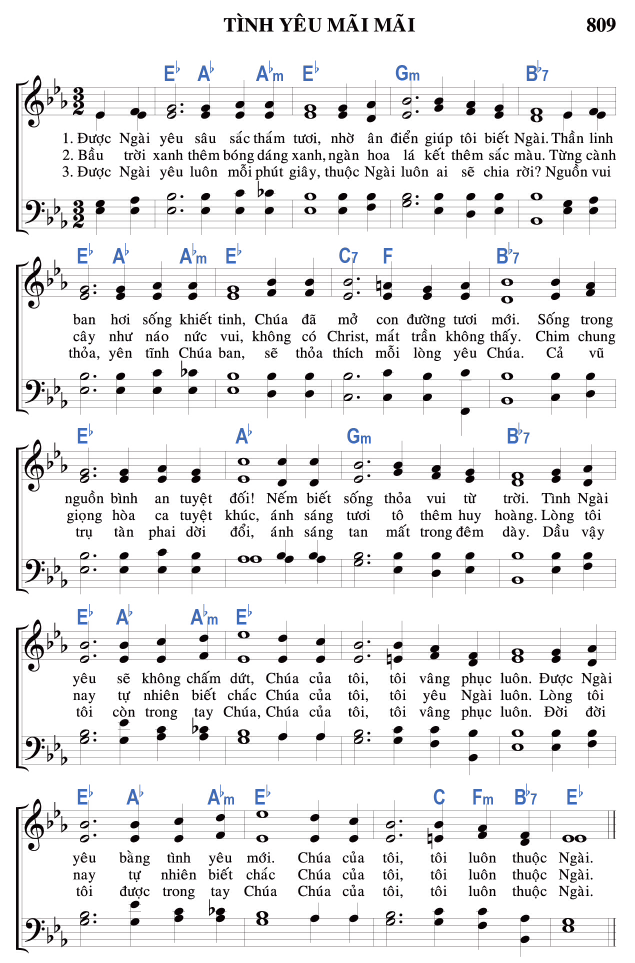 TÌNH YÊU MÃI MÃI 809
E♭ A♭ A♭m E♭ Gm B♭7
1. Được Ngài yêu sâu sác thám tươi, nhờ ân điển giúp tôi biết Ngài. Thần linh
2. Bầu trời xanh thêm bóng dáng xanh, ngàn hoa lá kết thêm sác màu. Từng cành
3. Được Ngài yêu luôn mỗi phút giây, thuộc Ngài luôn ai sẽ chia rời? Nguồn vui
E♭ A♭ A♭m E♭ C7 F B♭7
ban hơi sống khiết tinh, Chúa đã mở con đường tươi mới. Sống trong
cây như náo nức vui, không có Christ, mát trần không thấy. Chim chung
thỏa, yên tĩnh Chúa ban, sẽ thỏa thích mỗi lòng yêu Chúa. Cả vũ
E♭ A♭ Gm B♭7
nguồn bình an tuyệt đối! Nếm biết sống thỏa vui từ trời. Tình Ngài
giọng hòa ca tuyệt khúc, ánh sáng tươi tô thêm huy hoàng. Lòng tôi
trụ tàn phai dời đổi, ánh sáng tan mất trong đêm dày. Dầu vậy
E♭ A♭ A♭m E♭
yêu sẽ không chấm dứt, Chúa của tôi, tôi vâng phục luôn. Được Ngài
nay tự nhiên biết chắc Chúa của tôi, tôi yêu Ngài luôn. Lòng tôi
tôi còn trong tay Chúa, Chúa của tôi, tôi vâng phục luôn. Đời đời
E♭ A♭ A♭m E♭ C Fm B♭7 E♭
yêu bằng tình yêu mới. Chúa của tôi, tôi luôn thuộc Ngài.
nay tự nhiên biết chắc Chúa của tôi, tôi luôn thuộc Ngài.
tôi được trong tay Chúa Chúa của tôi, tôi luôn thuộc Ngài.